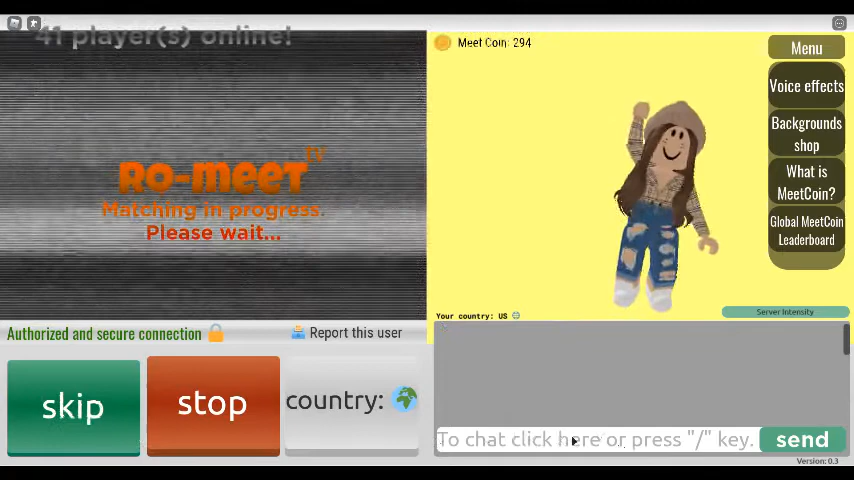 41 player(s) online!
Meet Coin: 294
Menu
Voice effects
Backgrounds
shop
What is
MeetCoin?
Global MeetCoin
Leaderboard
RO-MEET TV
Matching in progress.
Please wait...
Your country: US
Server Intensity
Authorized and secure connection
Report this user
skip
stop
country:
To chat click here or press "/" key.
send
Version: 0.3